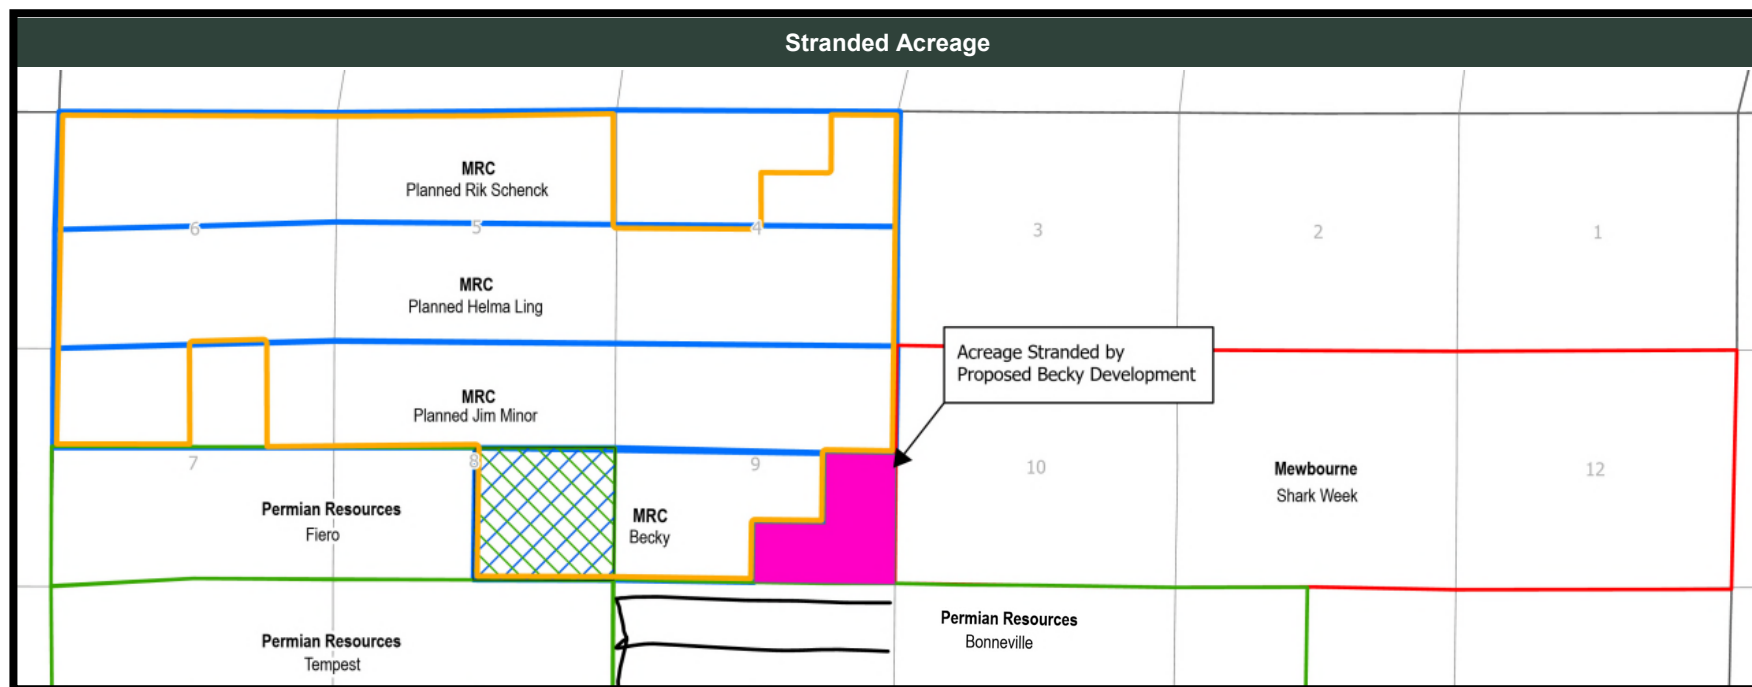 Stranded Acreage
MRC
Planned Rik Schenck
6
5
4
3
2
1
MRC
Planned Helma Ling
Acreage Stranded by
Proposed Becky Development
MRC
Planned Jim Minor
7
8
9
10
12
Mewbourne
Shark Week
Permian Resources
Fiero
MRC
Becky
Permian Resources
Bonneville
Permian Resources
Tempest